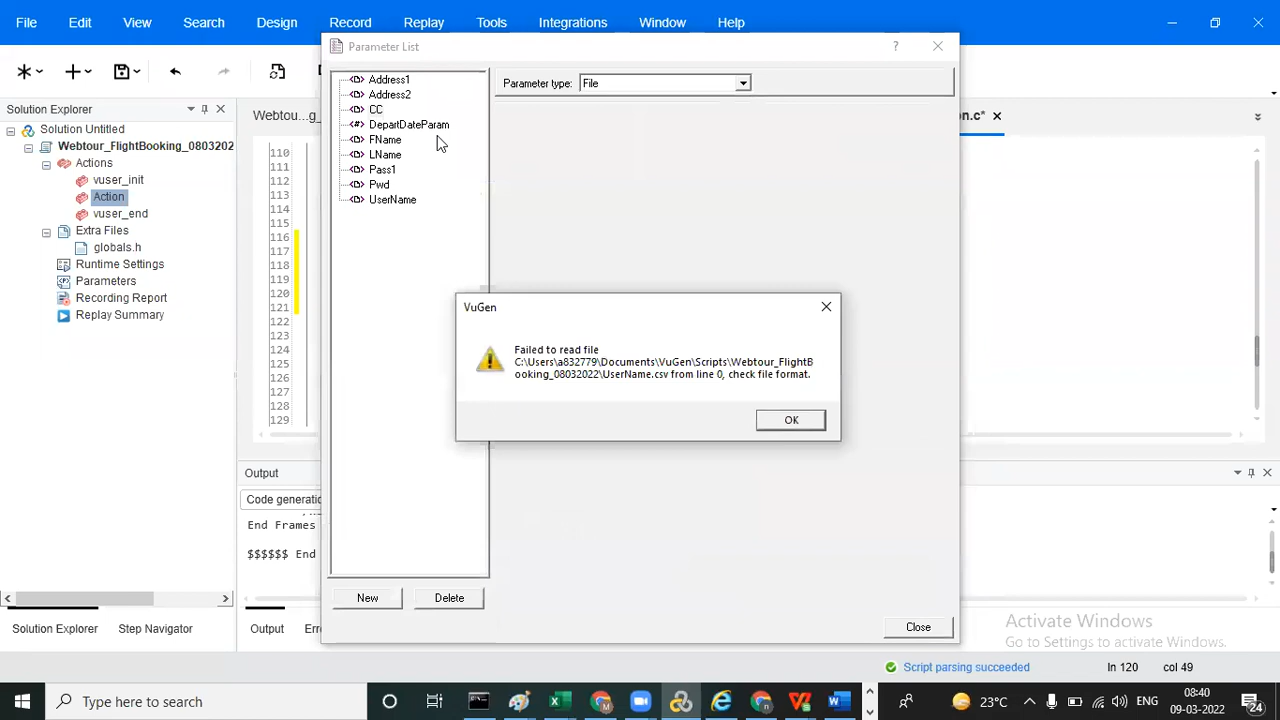 File Edit View Search Design Record Replay Tools Integrations Window Help
Parameter List
?
Solution Explorer
Solution Untitled
Webtour_FlightBooking_0803202
Actions
vuser_init
Action
vuser_end
Extra Files
globals.h
Runtime Settings
Parameters
Recording Report
Replay Summary
Webtou...g_
on.c*
110
112
113
114
115
116
117
118
119
120
121
122
123
124
125
126
127
128
129
Address1
Address2
CC
DepartDateParam
FName
LName
Pass1
Pwd
UserName
Parameter type: File
VuGen
Failed to read file
C:\Users\a832779\Documents\VuGen\Scripts\Webtour_FlightB
ooking_08032022\UserName.csv from line 0, check file format.
OK
Output
Code generatio
End Frames
$$$$$$ End
New Delete
Close
Solution Explorer Step Navigator
Output Err
Activate Windows
Go to Settings to activate Windows.
Script parsing succeeded ln 120 col 49
Type here to search
23°C
ENG
08:40
09-03-2022
24